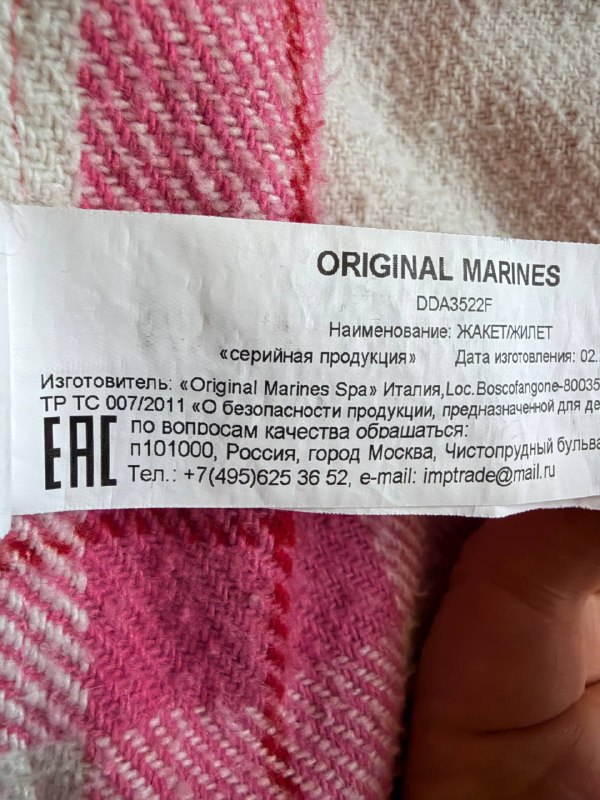 ORIGINAL MARINES
DDA3522F
Наименование: ЖАКЕТ/ЖИЛЕТ
«серийная продукция» Дата изготовления: 02.
Изготовитель: «Original Marines Spa» Италия,Loc.Boscofangone-80035
ТР ТС 007/2011 «О безопасности продукции, предназначенной для де
EAC
по вопросам качества обращаться:
п101000, Россия, город Москва, Чистопрудный бульва
Тел.: +7(495)625 36 52, e-mail: imptrade@mail.ru